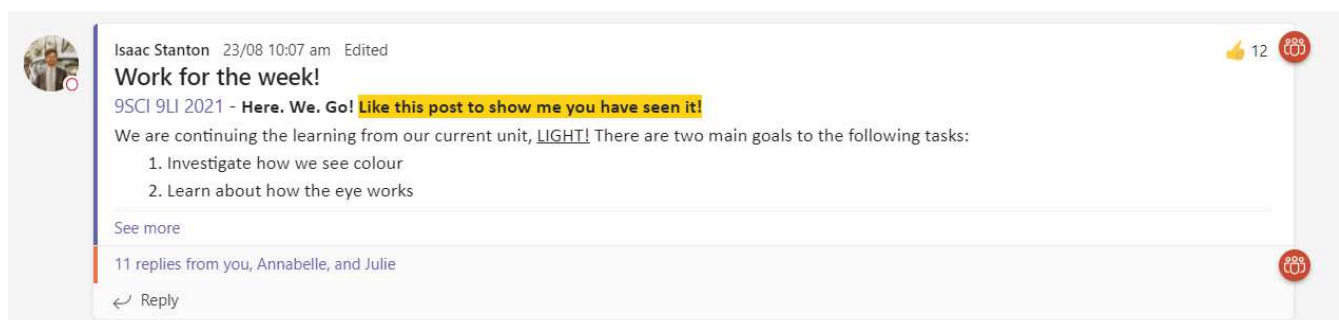 Isaac Stanton 23/08 10:07 am Edited
12
Work for the week!
9SCI 9LI 2021 - Here. We. Go! Like this post to show me you have seen it!
We are continuing the learning from our current unit, LIGHT! There are two main goals to the following tasks:
1. Investigate how we see colour
2. Learn about how the eye works
See more
11 replies from you, Annabelle, and Julie
Reply